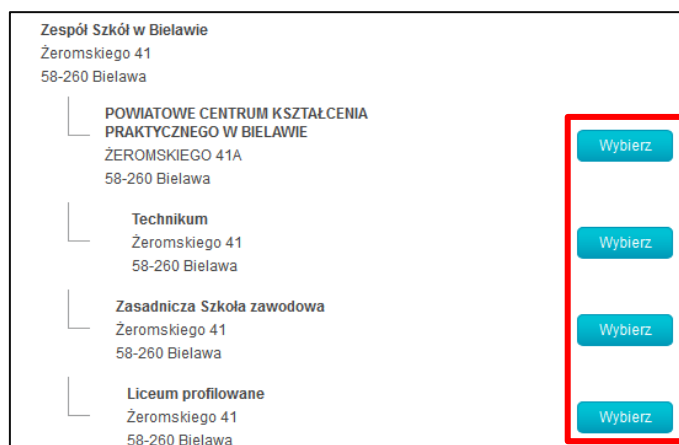 Zespół Szkół w Bielawie
Żeromskiego 41
58-260 Bielawa
POWIATOWE CENTRUM KSZTAŁCENIA
PRAKTYCZNEGO W BIELAWIE
ŻEROMSKIEGO 41A
58-260 Bielawa
Wybierz
Technikum
Żeromskiego 41
58-260 Bielawa
Wybierz
Zasadnicza Szkoła zawodowa
Żeromskiego 41
58-260 Bielawa
Wybierz
Liceum profilowane
Żeromskiego 41
58-260 Bielawa
Wybierz